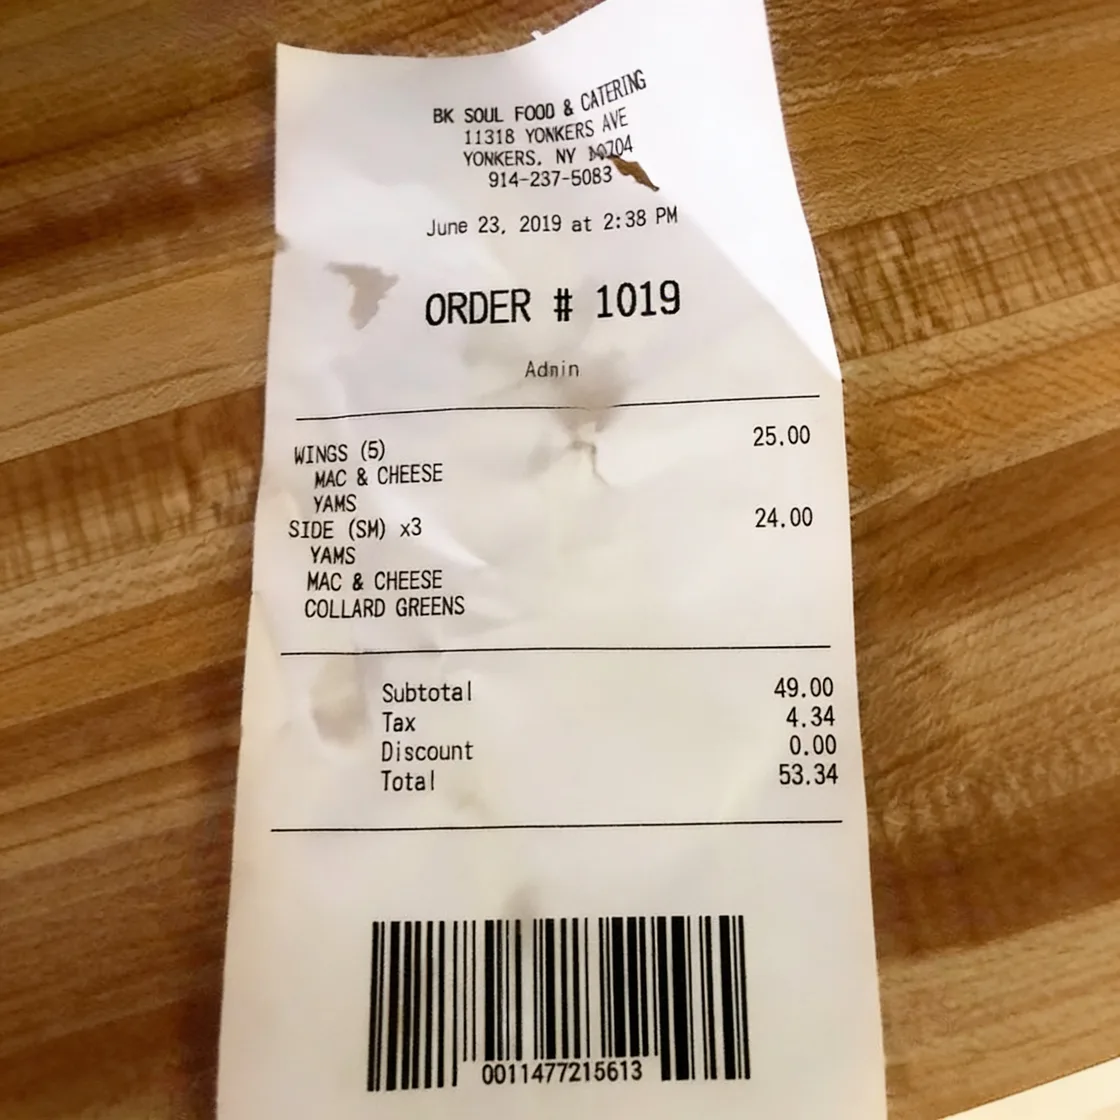 BK SOUL FOOD & CATERING
11318 YONKERS AVE
YONKERS, NY 10704
914-237-5083
June 23, 2019 at 2:38 PM
ORDER # 1019
Admin
WINGS (5) 25.00
MAC & CHEESE
YAMS
SIDE (SM) x3 24.00
YAMS
MAC & CHEESE
COLLARD GREENS
Subtotal 49.00
Tax 4.34
Discount 0.00
Total 53.34
0011477215613